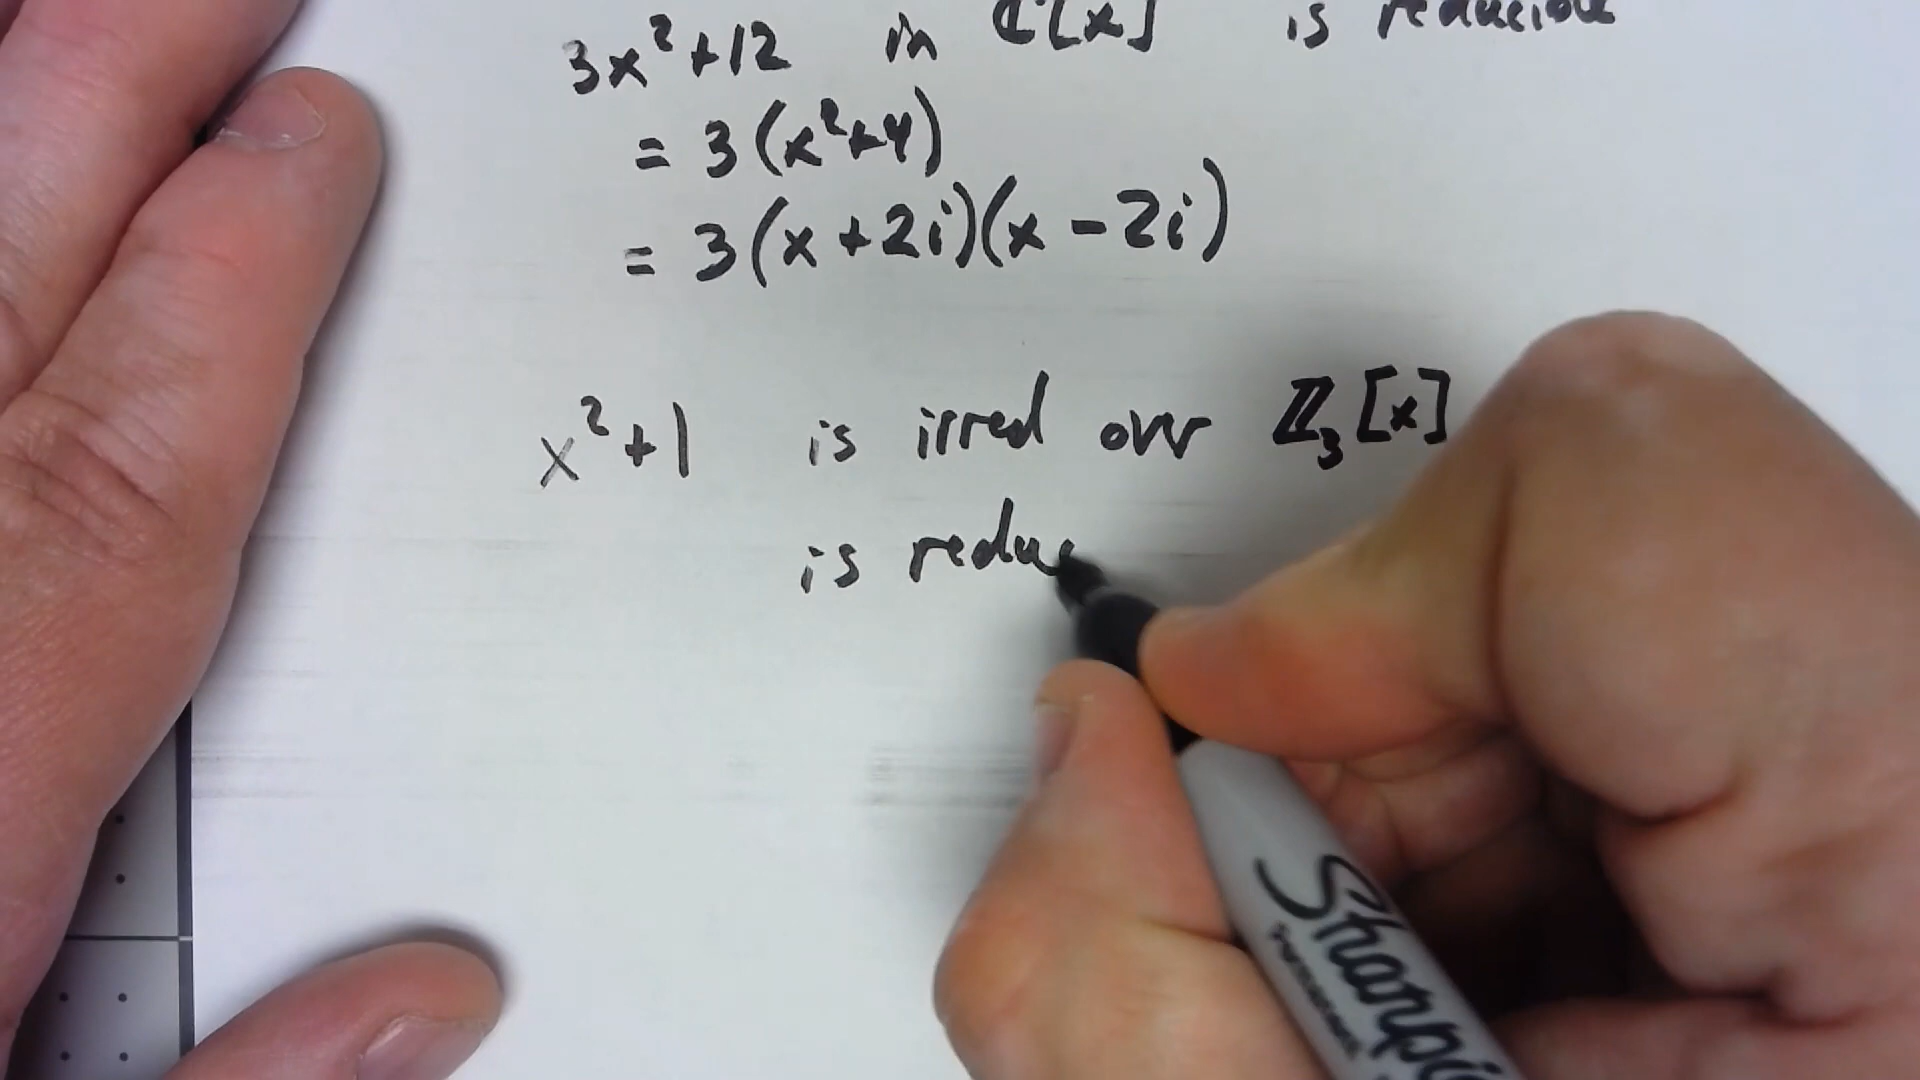 3x²+12 in ℂ[x] is reducible
= 3(x²+4)
= 3(x+2i)(x-2i)
x²+1 is irred over ℤ₃[x]
is reduc
Sharpie